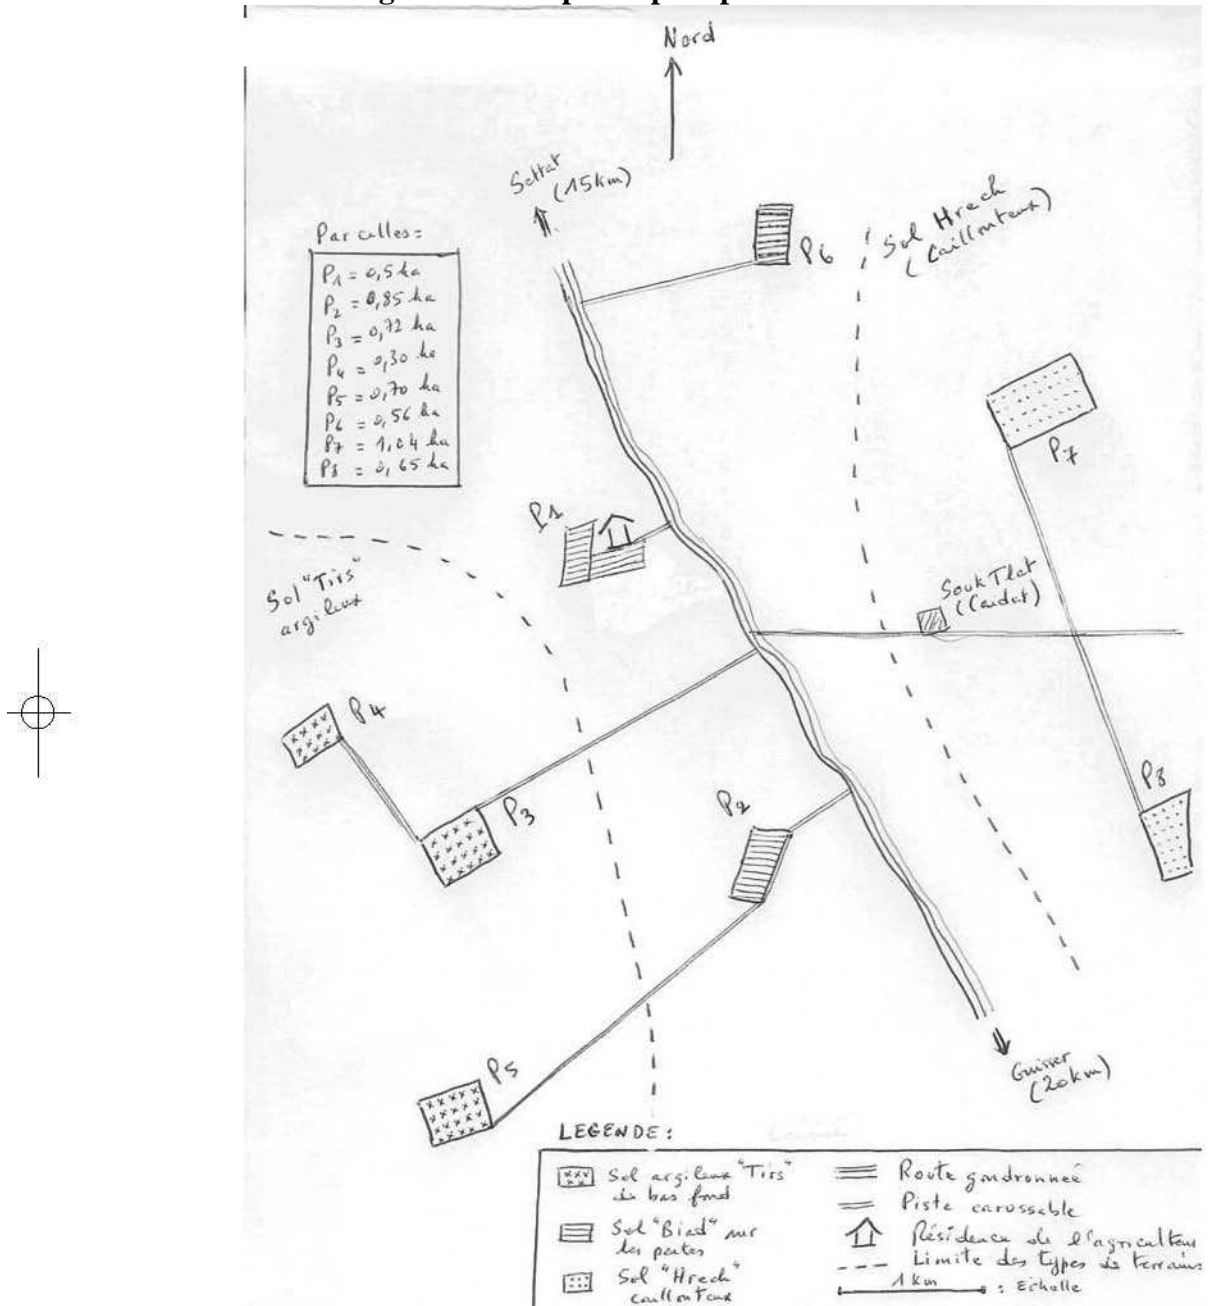 Nord
Settat
(15km)
Sol Hrech
(Caillouteux)
Parcelles =
P1 = 0,5 ha
P2 = 0,85 ha
P3 = 0,72 ha
P4 = 0,30 ha
P5 = 0,70 ha
P6 = 0,56 ha
P7 = 1,04 ha
P8 = 0,65 ha
P6
P7
P1
Sol "Tirs"
argileux
Souk Tlat
(Caidat)
P4
P3
P2
P8
P5
Guisser
(20km)
LEGENDE :
Sol argileux "Tirs"
de bas fond
Sol "Biad" sur
les pentes
Sol "Hrech"
caillouteux
Route goudronneé
Piste carossable
Résidence de l'agriculteur
Limite des types de terrains
1 km : Echelle